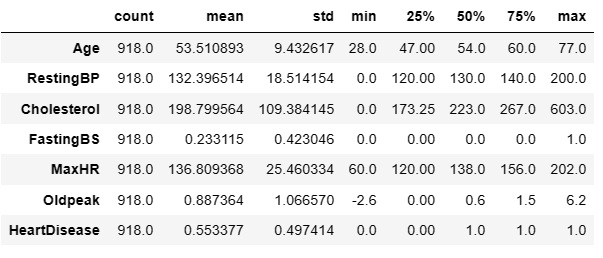 count mean std min 25% 50% 75% max
Age 918.0 53.510893 9.432617 28.0 47.00 54.0 60.0 77.0
RestingBP 918.0 132.396514 18.514154 0.0 120.00 130.0 140.0 200.0
Cholesterol 918.0 198.799564 109.384145 0.0 173.25 223.0 267.0 603.0
FastingBS 918.0 0.233115 0.423046 0.0 0.00 0.0 0.0 1.0
MaxHR 918.0 136.809368 25.460334 60.0 120.00 138.0 156.0 202.0
Oldpeak 918.0 0.887364 1.066570 -2.6 0.00 0.6 1.5 6.2
HeartDisease 918.0 0.553377 0.497414 0.0 0.00 1.0 1.0 1.0